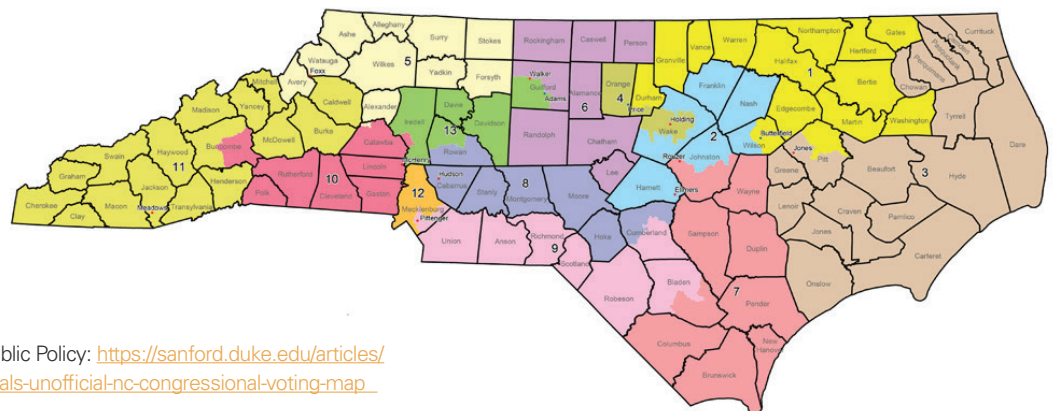 Ashe
Alleghany
Surry
Stokes
Rockingham
Caswell
Person
Granville
Vance
Warren
Northampton
Gates
Hertford
Halifax
Currituck
Camden
Pasquotank
Perquimans
Chowan
Bertie
Watauga
Foxx
Wilkes
5
Yadkin
Forsyth
Walker
Guilford
Adams
Alamance
6
Orange
4
Price
Durham
Franklin
Nash
1
Edgecombe
Martin
Washington
Tyrrell
Dare
Mitchell
Avery
Caldwell
Alexander
Madison
Yancey
Iredell
Davie
Davidson
13
Randolph
Chatham
Holding
Wake
2
Wilson
Butterfield
Buncombe
McDowell
Burke
Catawba
McHenry
Rowan
Rouzer
Johnston
Greene
Jones
Pitt
Beaufort
3
Hyde
Swain
Haywood
11
Graham
Jackson
Henderson
Rutherford
10
Lincoln
Hudson
Cabarrus
Stanly
8
Montgomery
Moore
Lee
Harnett
Ellmers
Wayne
Lenoir
Craven
Pamlico
Cherokee
Clay
Macon
Meadows
Transylvania
Polk
Cleveland
Gaston
12
Mecklenburg
Pittenger
Union
Anson
Richmond
9
Scotland
Hoke
Cumberland
Sampson
Duplin
Jones
Carteret
Onslow
Robeson
Bladen
7
Pender
Columbus
Brunswick
New
Hanover
blic Policy: https://sanford.duke.edu/articles/
als-unofficial-nc-congressional-voting-map